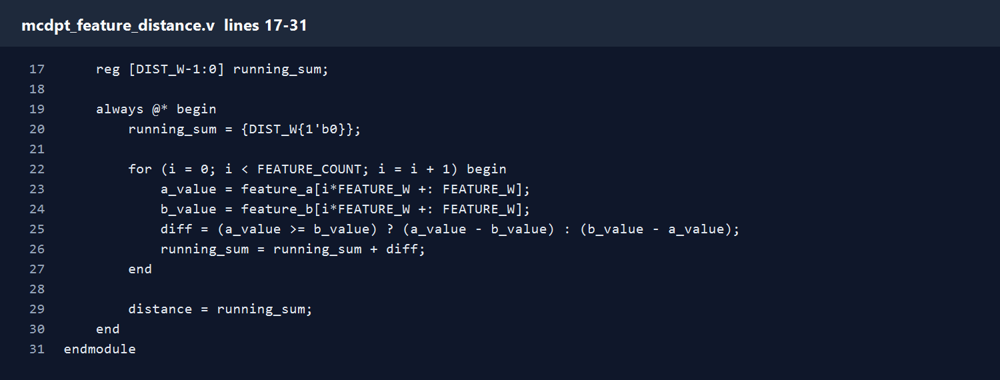 mcdpt_feature_distance.v  lines 17-31
17    reg [DIST_W-1:0] running_sum;
18
19    always @* begin
20        running_sum = {DIST_W{1'b0}};
21
22        for (i = 0; i < FEATURE_COUNT; i = i + 1) begin
23            a_value = feature_a[i*FEATURE_W +: FEATURE_W];
24            b_value = feature_b[i*FEATURE_W +: FEATURE_W];
25            diff = (a_value >= b_value) ? (a_value - b_value) : (b_value - a_value);
26            running_sum = running_sum + diff;
27        end
28
29        distance = running_sum;
30    end
31 endmodule